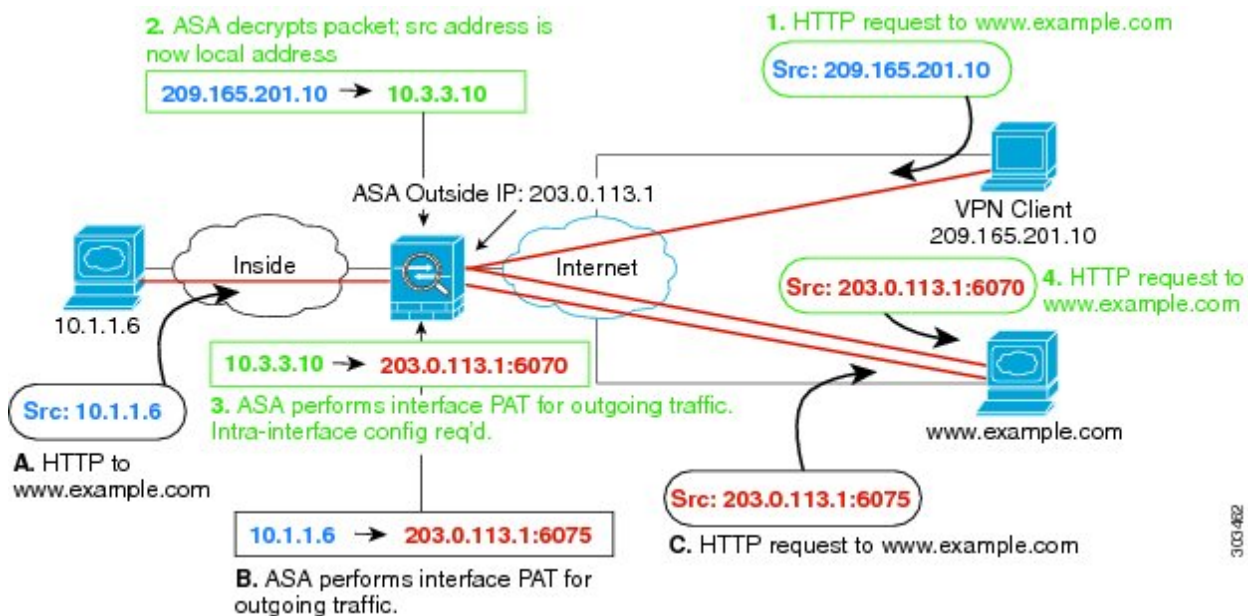 2. ASA decrypts packet; src address is
now local address
209.165.201.10 → 10.3.3.10
1. HTTP request to www.example.com
Src: 209.165.201.10
ASA Outside IP: 203.0.113.1
VPN Client
209.165.201.10
Inside
Internet
10.1.1.6
Src: 203.0.113.1:6070
4. HTTP request to
www.example.com
10.3.3.10 → 203.0.113.1:6070
3. ASA performs interface PAT for outgoing traffic.
Intra-interface config req'd.
Src: 10.1.1.6
A. HTTP to
www.example.com
www.example.com
Src: 203.0.113.1:6075
C. HTTP request to www.example.com
10.1.1.6 → 203.0.113.1:6075
B. ASA performs interface PAT for
outgoing traffic.
303462